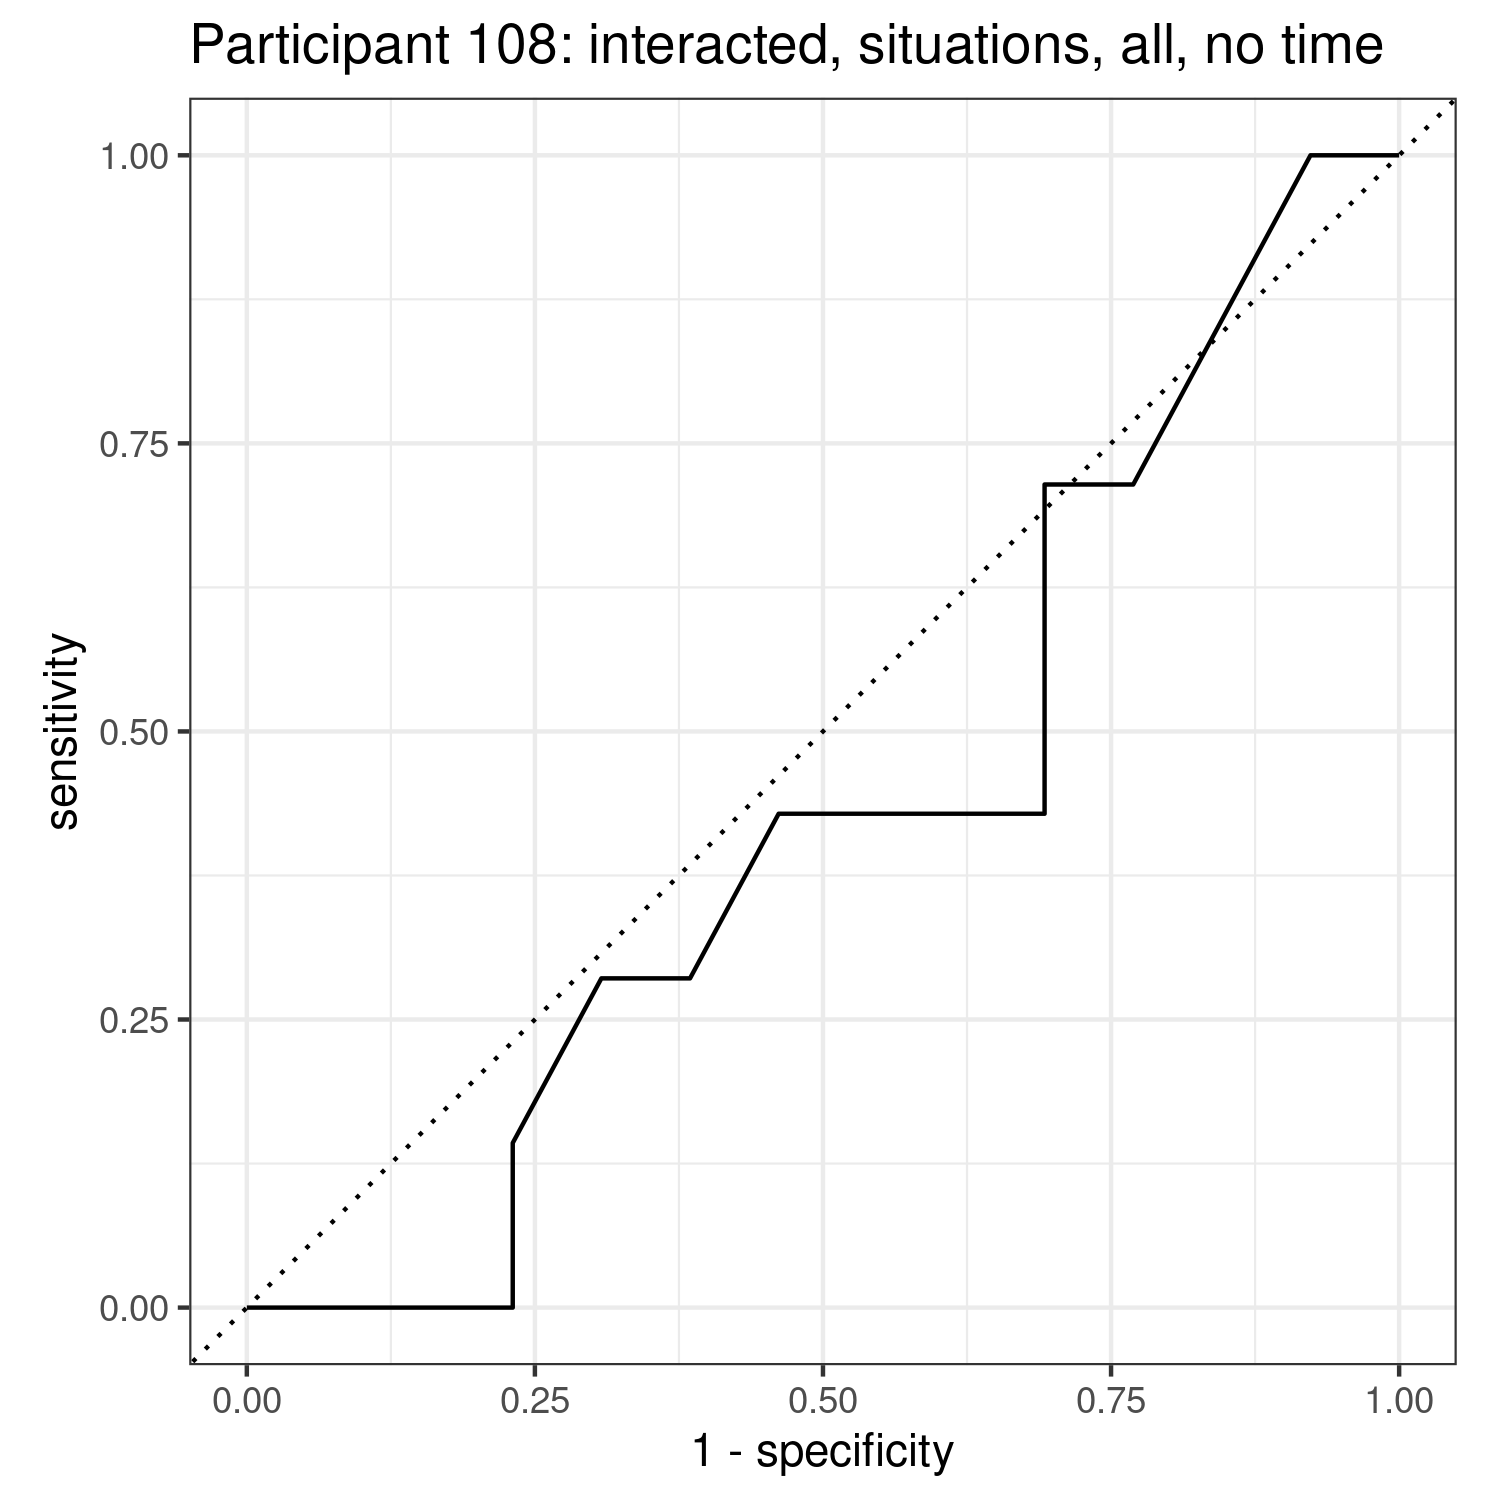 Participant 108: interacted, situations, all, no time
1.00
0.75
0.50
0.25
0.00
sensitivity
0.00 0.25 0.50 0.75 1.00
1 - specificity